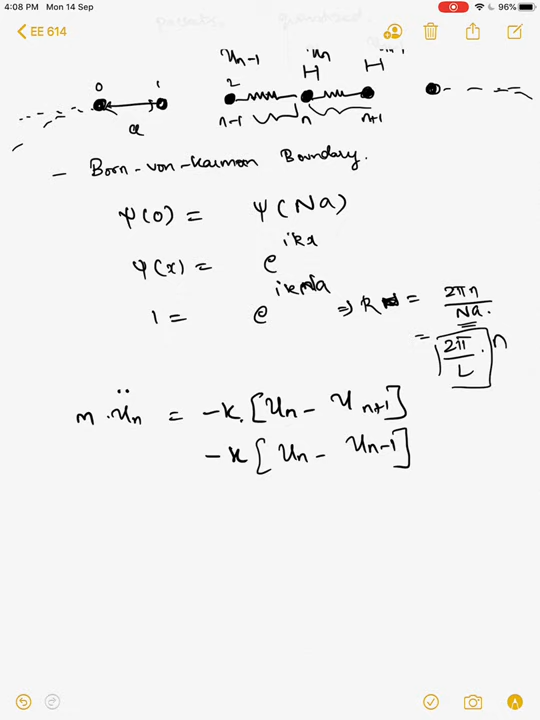 4:08 PM Mon 14 Sep
96%
EE 614
u_{n-1} u_n
0 1 2
a n-1 n n+1
- Born-von-Karman Boundary.
ψ(0) = ψ(Na)
ψ(x) = e^{ikx}
1 = e^{ikNa} ⇒ k = 2πn/Na.
= 2π/L · n
m·ü_n = -k.[u_n - u_{n+1}]
-k[u_n - u_{n-1}]